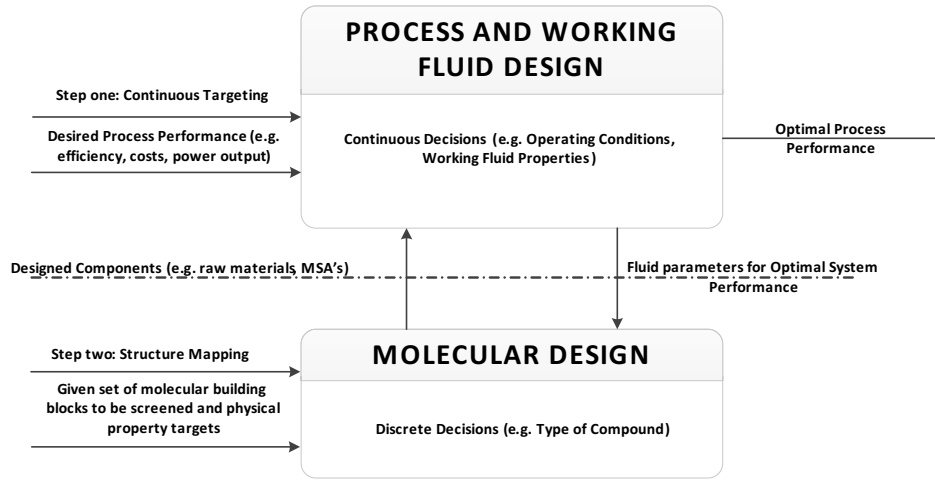 PROCESS AND WORKING
FLUID DESIGN
Step one: Continuous Targeting
Desired Process Performance (e.g.
efficiency, costs, power output)
Continuous Decisions (e.g. Operating Conditions,
Working Fluid Properties)
Optimal Process
Performance
Designed Components (e.g. raw materials, MSA's)
Fluid parameters for Optimal System
Performance
MOLECULAR DESIGN
Step two: Structure Mapping
Given set of molecular building
blocks to be screened and physical
property targets
Discrete Decisions (e.g. Type of Compound)